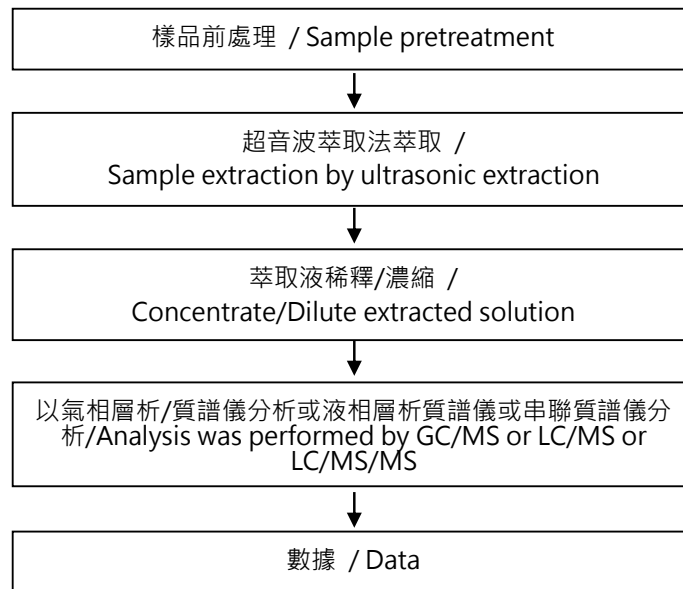 樣品前處理 / Sample pretreatment
超音波萃取法萃取 /
Sample extraction by ultrasonic extraction
萃取液稀釋/濃縮 /
Concentrate/Dilute extracted solution
以氣相層析/質譜儀分析或液相層析質譜儀或串聯質譜儀分
析/Analysis was performed by GC/MS or LC/MS or
LC/MS/MS
數據 / Data